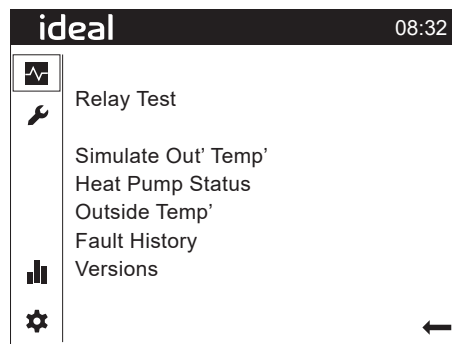 ideal
08:32
Relay Test
Simulate Out’ Temp’
Heat Pump Status
Outside Temp’
Fault History
Versions